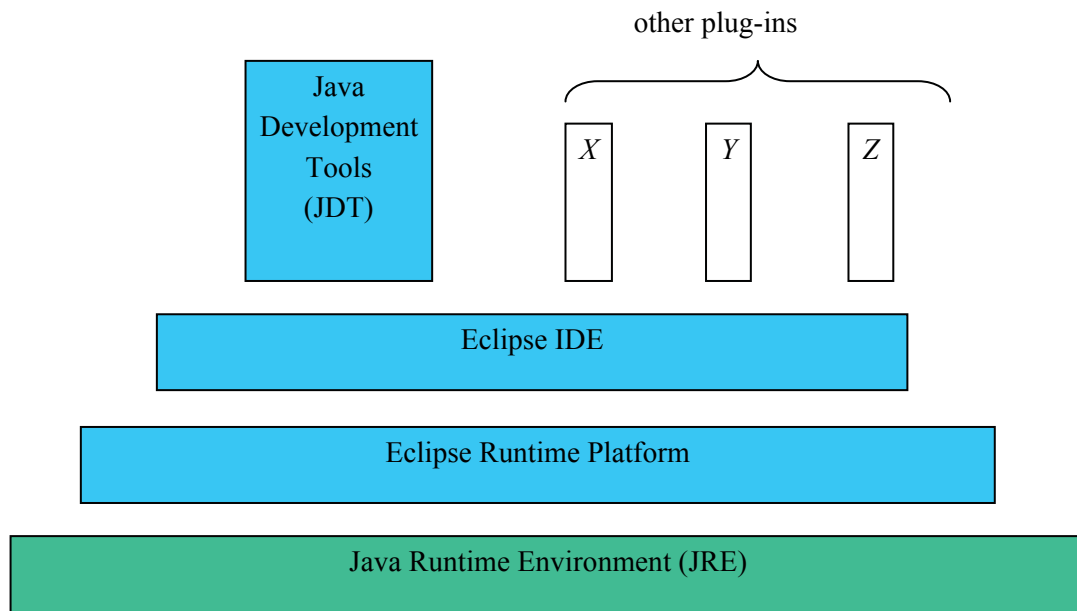 other plug-ins
Java
Development
Tools
(JDT)
X
Y
Z
Eclipse IDE
Eclipse Runtime Platform
Java Runtime Environment (JRE)